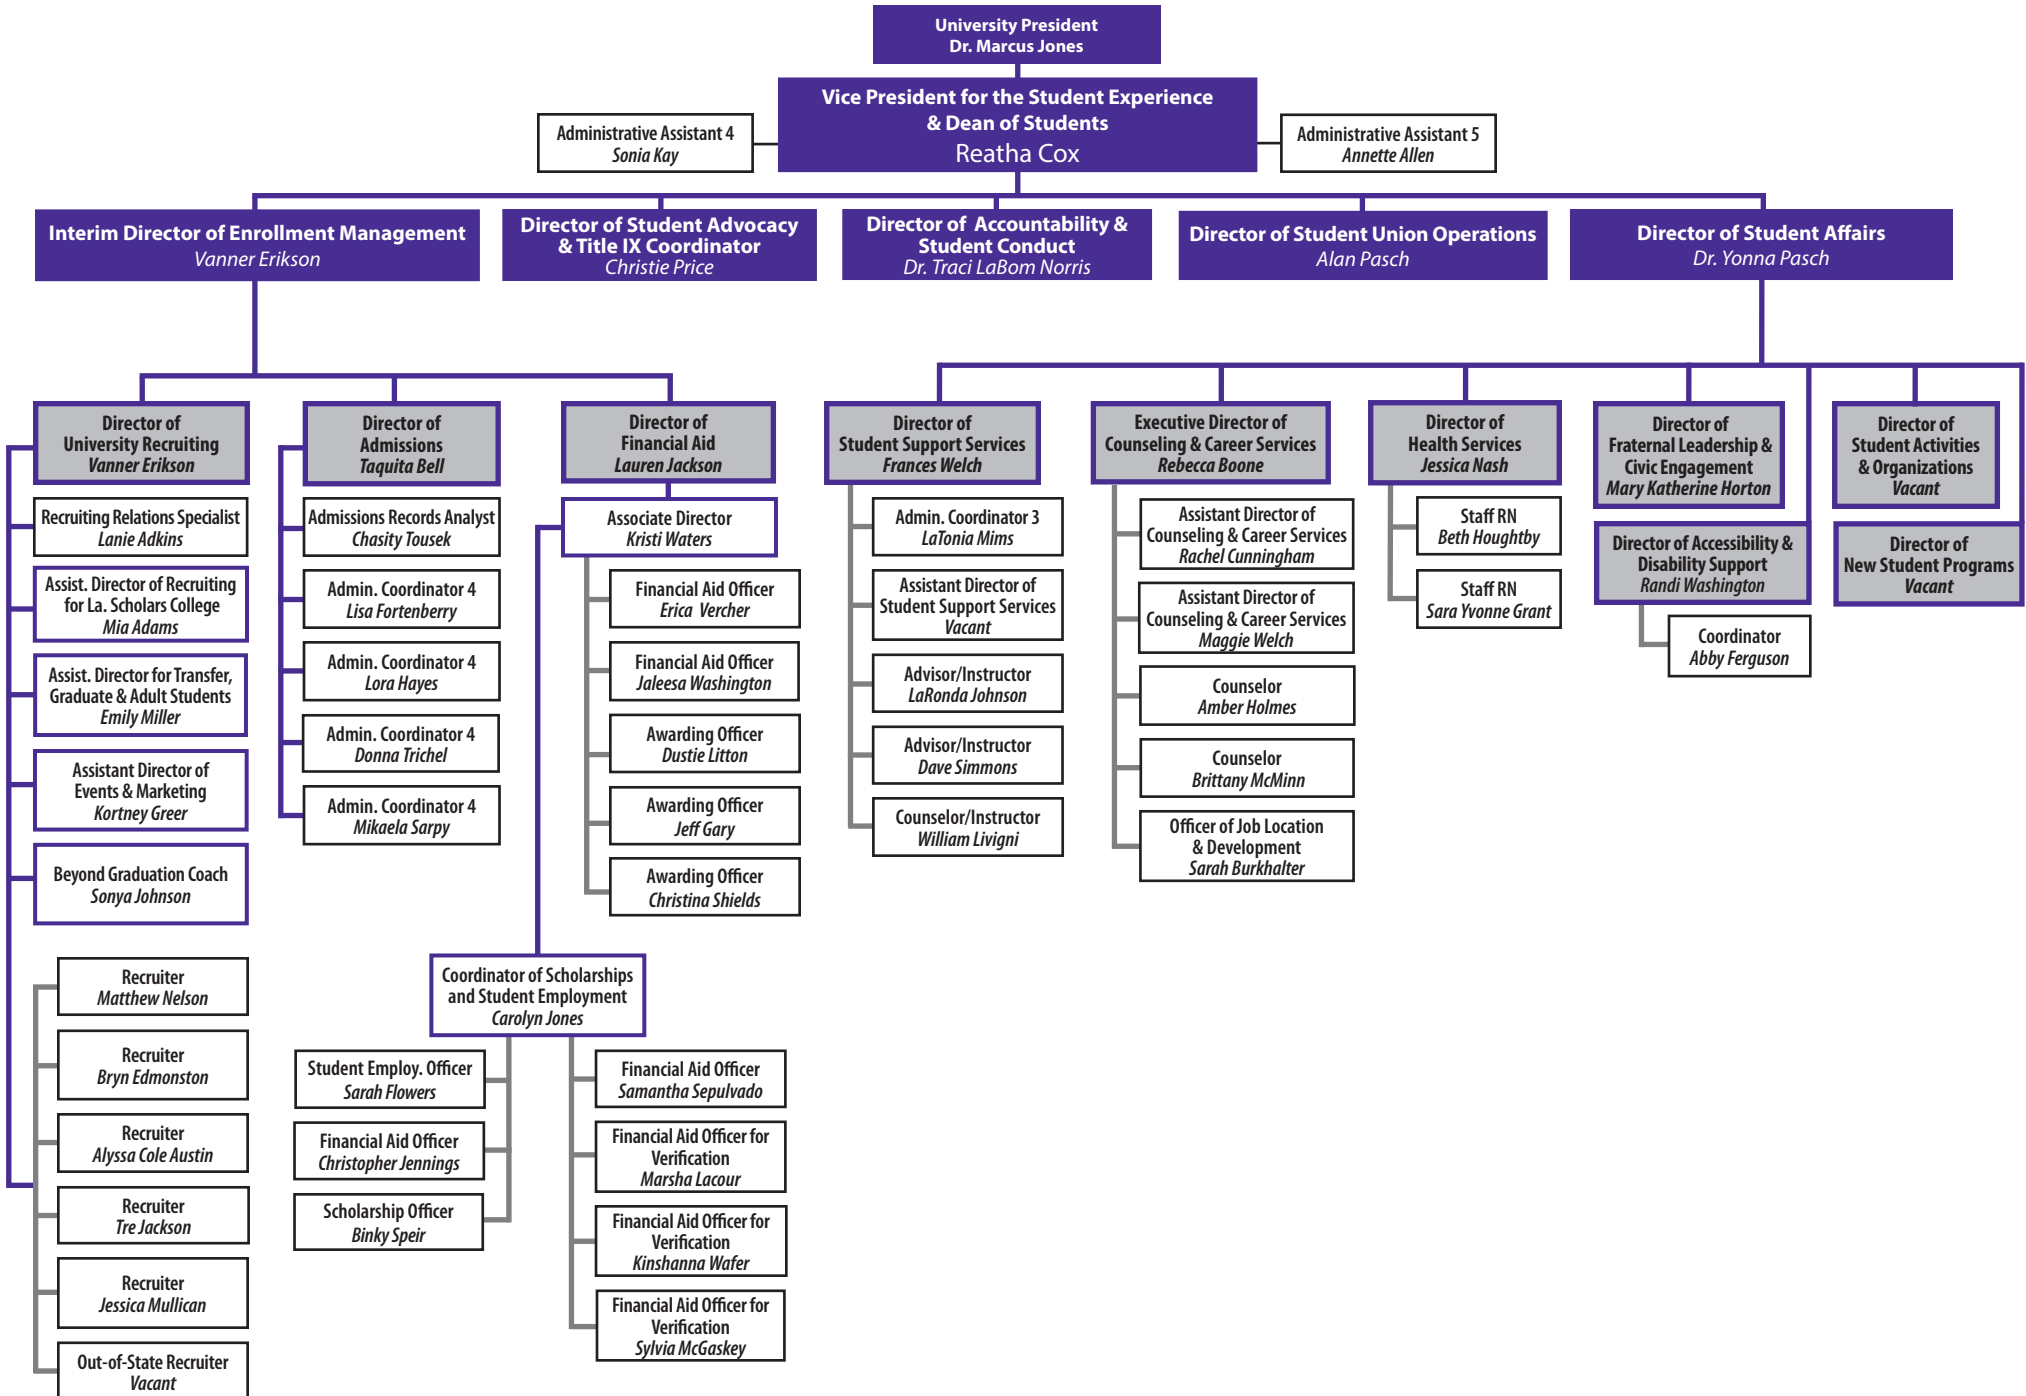 University President
Dr. Marcus Jones
Vice President for the Student Experience
& Dean of Students
Reatha Cox
Administrative Assistant 4
Sonia Kay
Administrative Assistant 5
Annette Allen
Interim Director of Enrollment Management
Vanner Erikson
Director of Student Advocacy
& Title IX Coordinator
Christie Price
Director of Accountability &
Student Conduct
Dr. Traci LaBom Norris
Director of Student Union Operations
Alan Pasch
Director of Student Affairs
Dr. Yonna Pasch
Director of
University Recruiting
Vanner Erikson
Recruiting Relations Specialist
Lanie Adkins
Assist. Director of Recruiting
for La. Scholars College
Mia Adams
Assist. Director for Transfer,
Graduate & Adult Students
Emily Miller
Assistant Director of
Events & Marketing
Kortney Greer
Beyond Graduation Coach
Sonya Johnson
Recruiter
Matthew Nelson
Recruiter
Bryn Edmonston
Recruiter
Alyssa Cole Austin
Recruiter
Tre Jackson
Recruiter
Jessica Mullican
Out-of-State Recruiter
Vacant
Director of
Admissions
Taquita Bell
Admissions Records Analyst
Chasity Tousek
Admin. Coordinator 4
Lisa Fortenberry
Admin. Coordinator 4
Lora Hayes
Admin. Coordinator 4
Donna Trichel
Admin. Coordinator 4
Mikaela Sarpy
Director of
Financial Aid
Lauren Jackson
Associate Director
Kristi Waters
Financial Aid Officer
Erica Vercher
Financial Aid Officer
Jaleesa Washington
Awarding Officer
Dustie Litton
Awarding Officer
Jeff Gary
Awarding Officer
Christina Shields
Coordinator of Scholarships
and Student Employment
Carolyn Jones
Student Employ. Officer
Sarah Flowers
Financial Aid Officer
Christopher Jennings
Scholarship Officer
Binky Speir
Financial Aid Officer
Samantha Sepulvado
Financial Aid Officer for
Verification
Marsha Lacour
Financial Aid Officer for
Verification
Kinshanna Wafer
Financial Aid Officer for
Verification
Sylvia McGaskey
Director of
Student Support Services
Frances Welch
Admin. Coordinator 3
LaTonia Mims
Assistant Director of
Student Support Services
Vacant
Advisor/Instructor
LaRonda Johnson
Advisor/Instructor
Dave Simmons
Counselor/Instructor
William Livigni
Executive Director of
Counseling & Career Services
Rebecca Boone
Assistant Director of
Counseling & Career Services
Rachel Cunningham
Assistant Director of
Counseling & Career Services
Maggie Welch
Counselor
Amber Holmes
Counselor
Brittany McMinn
Officer of Job Location
& Development
Sarah Burkhalter
Director of
Health Services
Jessica Nash
Staff RN
Beth Houghtby
Staff RN
Sara Yvonne Grant
Director of
Fraternal Leadership &
Civic Engagement
Mary Katherine Horton
Director of Accessibility &
Disability Support
Randi Washington
Coordinator
Abby Ferguson
Director of
Student Activities
& Organizations
Vacant
Director of
New Student Programs
Vacant